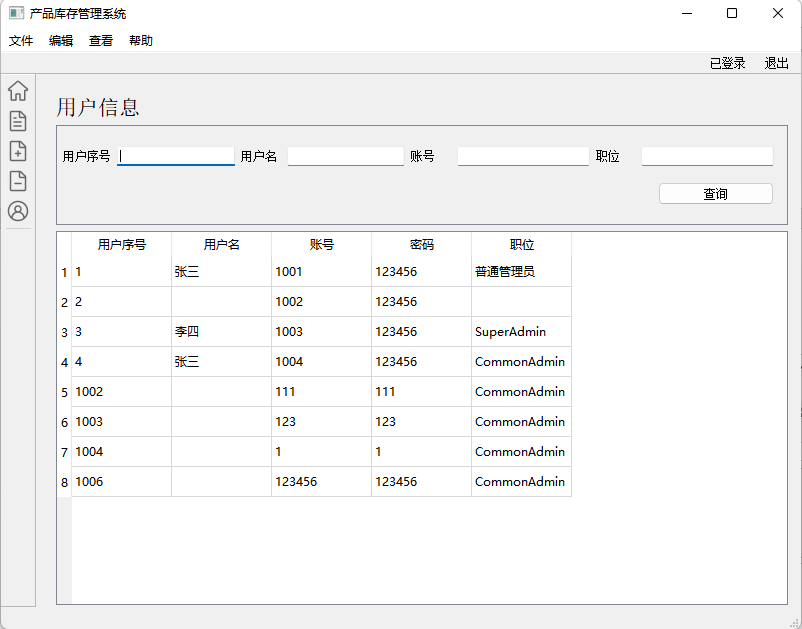 产品库存管理系统
文件 编辑 查看 帮助
已登录 退出
用户信息
用户序号 用户名 账号 职位
查询
用户序号 用户名 账号 密码 职位
1 1 张三 1001 123456 普通管理员
2 2 1002 123456
3 3 李四 1003 123456 SuperAdmin
4 4 张三 1004 123456 CommonAdmin
5 1002 111 111 CommonAdmin
6 1003 123 123 CommonAdmin
7 1004 1 1 CommonAdmin
8 1006 123456 123456 CommonAdmin